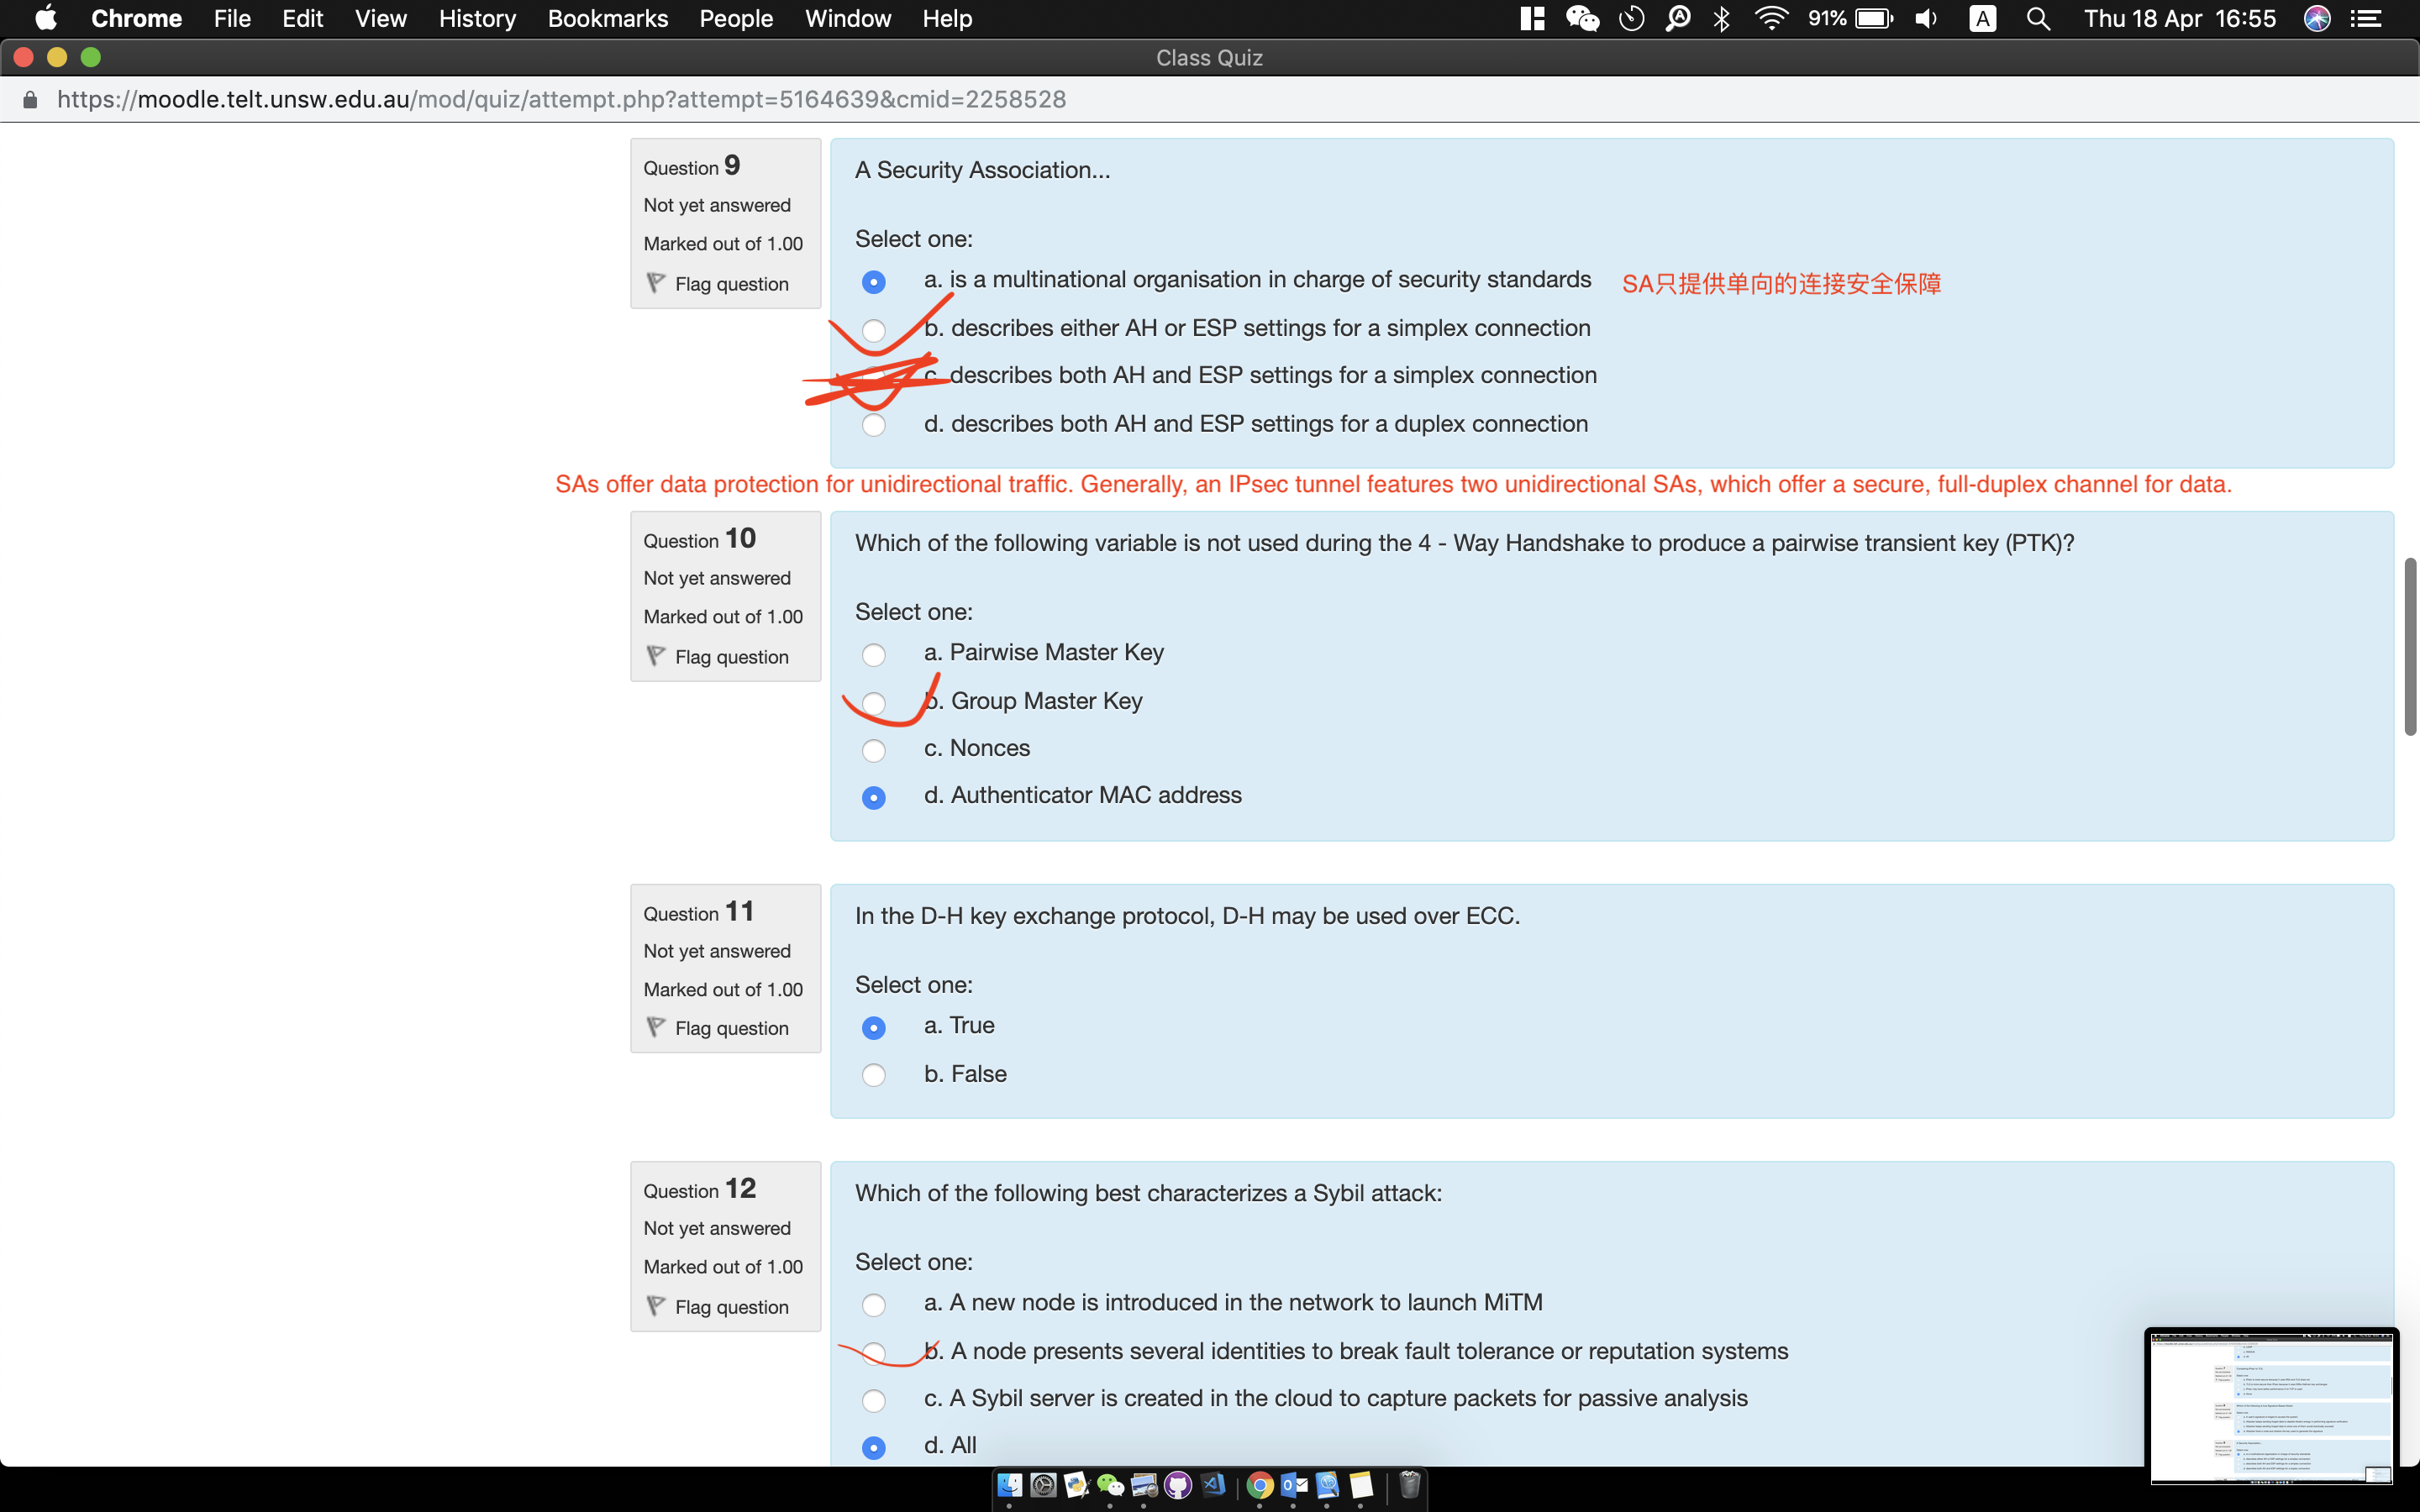 Chrome File Edit View History Bookmarks People Window Help 91% A Thu 18 Apr 16:55
Class Quiz
https://moodle.telt.unsw.edu.au/mod/quiz/attempt.php?attempt=5164639&cmid=2258528
Question 9
Not yet answered
Marked out of 1.00
Flag question
A Security Association...
Select one:
a. is a multinational organisation in charge of security standards SA只提供单向的连接安全保障
b. describes either AH or ESP settings for a simplex connection
c. describes both AH and ESP settings for a simplex connection
d. describes both AH and ESP settings for a duplex connection
SAs offer data protection for unidirectional traffic. Generally, an IPsec tunnel features two unidirectional SAs, which offer a secure, full-duplex channel for data.
Question 10
Not yet answered
Marked out of 1.00
Flag question
Which of the following variable is not used during the 4 - Way Handshake to produce a pairwise transient key (PTK)?
Select one:
a. Pairwise Master Key
b. Group Master Key
c. Nonces
d. Authenticator MAC address
Question 11
Not yet answered
Marked out of 1.00
Flag question
In the D-H key exchange protocol, D-H may be used over ECC.
Select one:
a. True
b. False
Question 12
Not yet answered
Marked out of 1.00
Flag question
Which of the following best characterizes a Sybil attack:
Select one:
a. A new node is introduced in the network to launch MiTM
b. A node presents several identities to break fault tolerance or reputation systems
c. A Sybil server is created in the cloud to capture packets for passive analysis
d. All